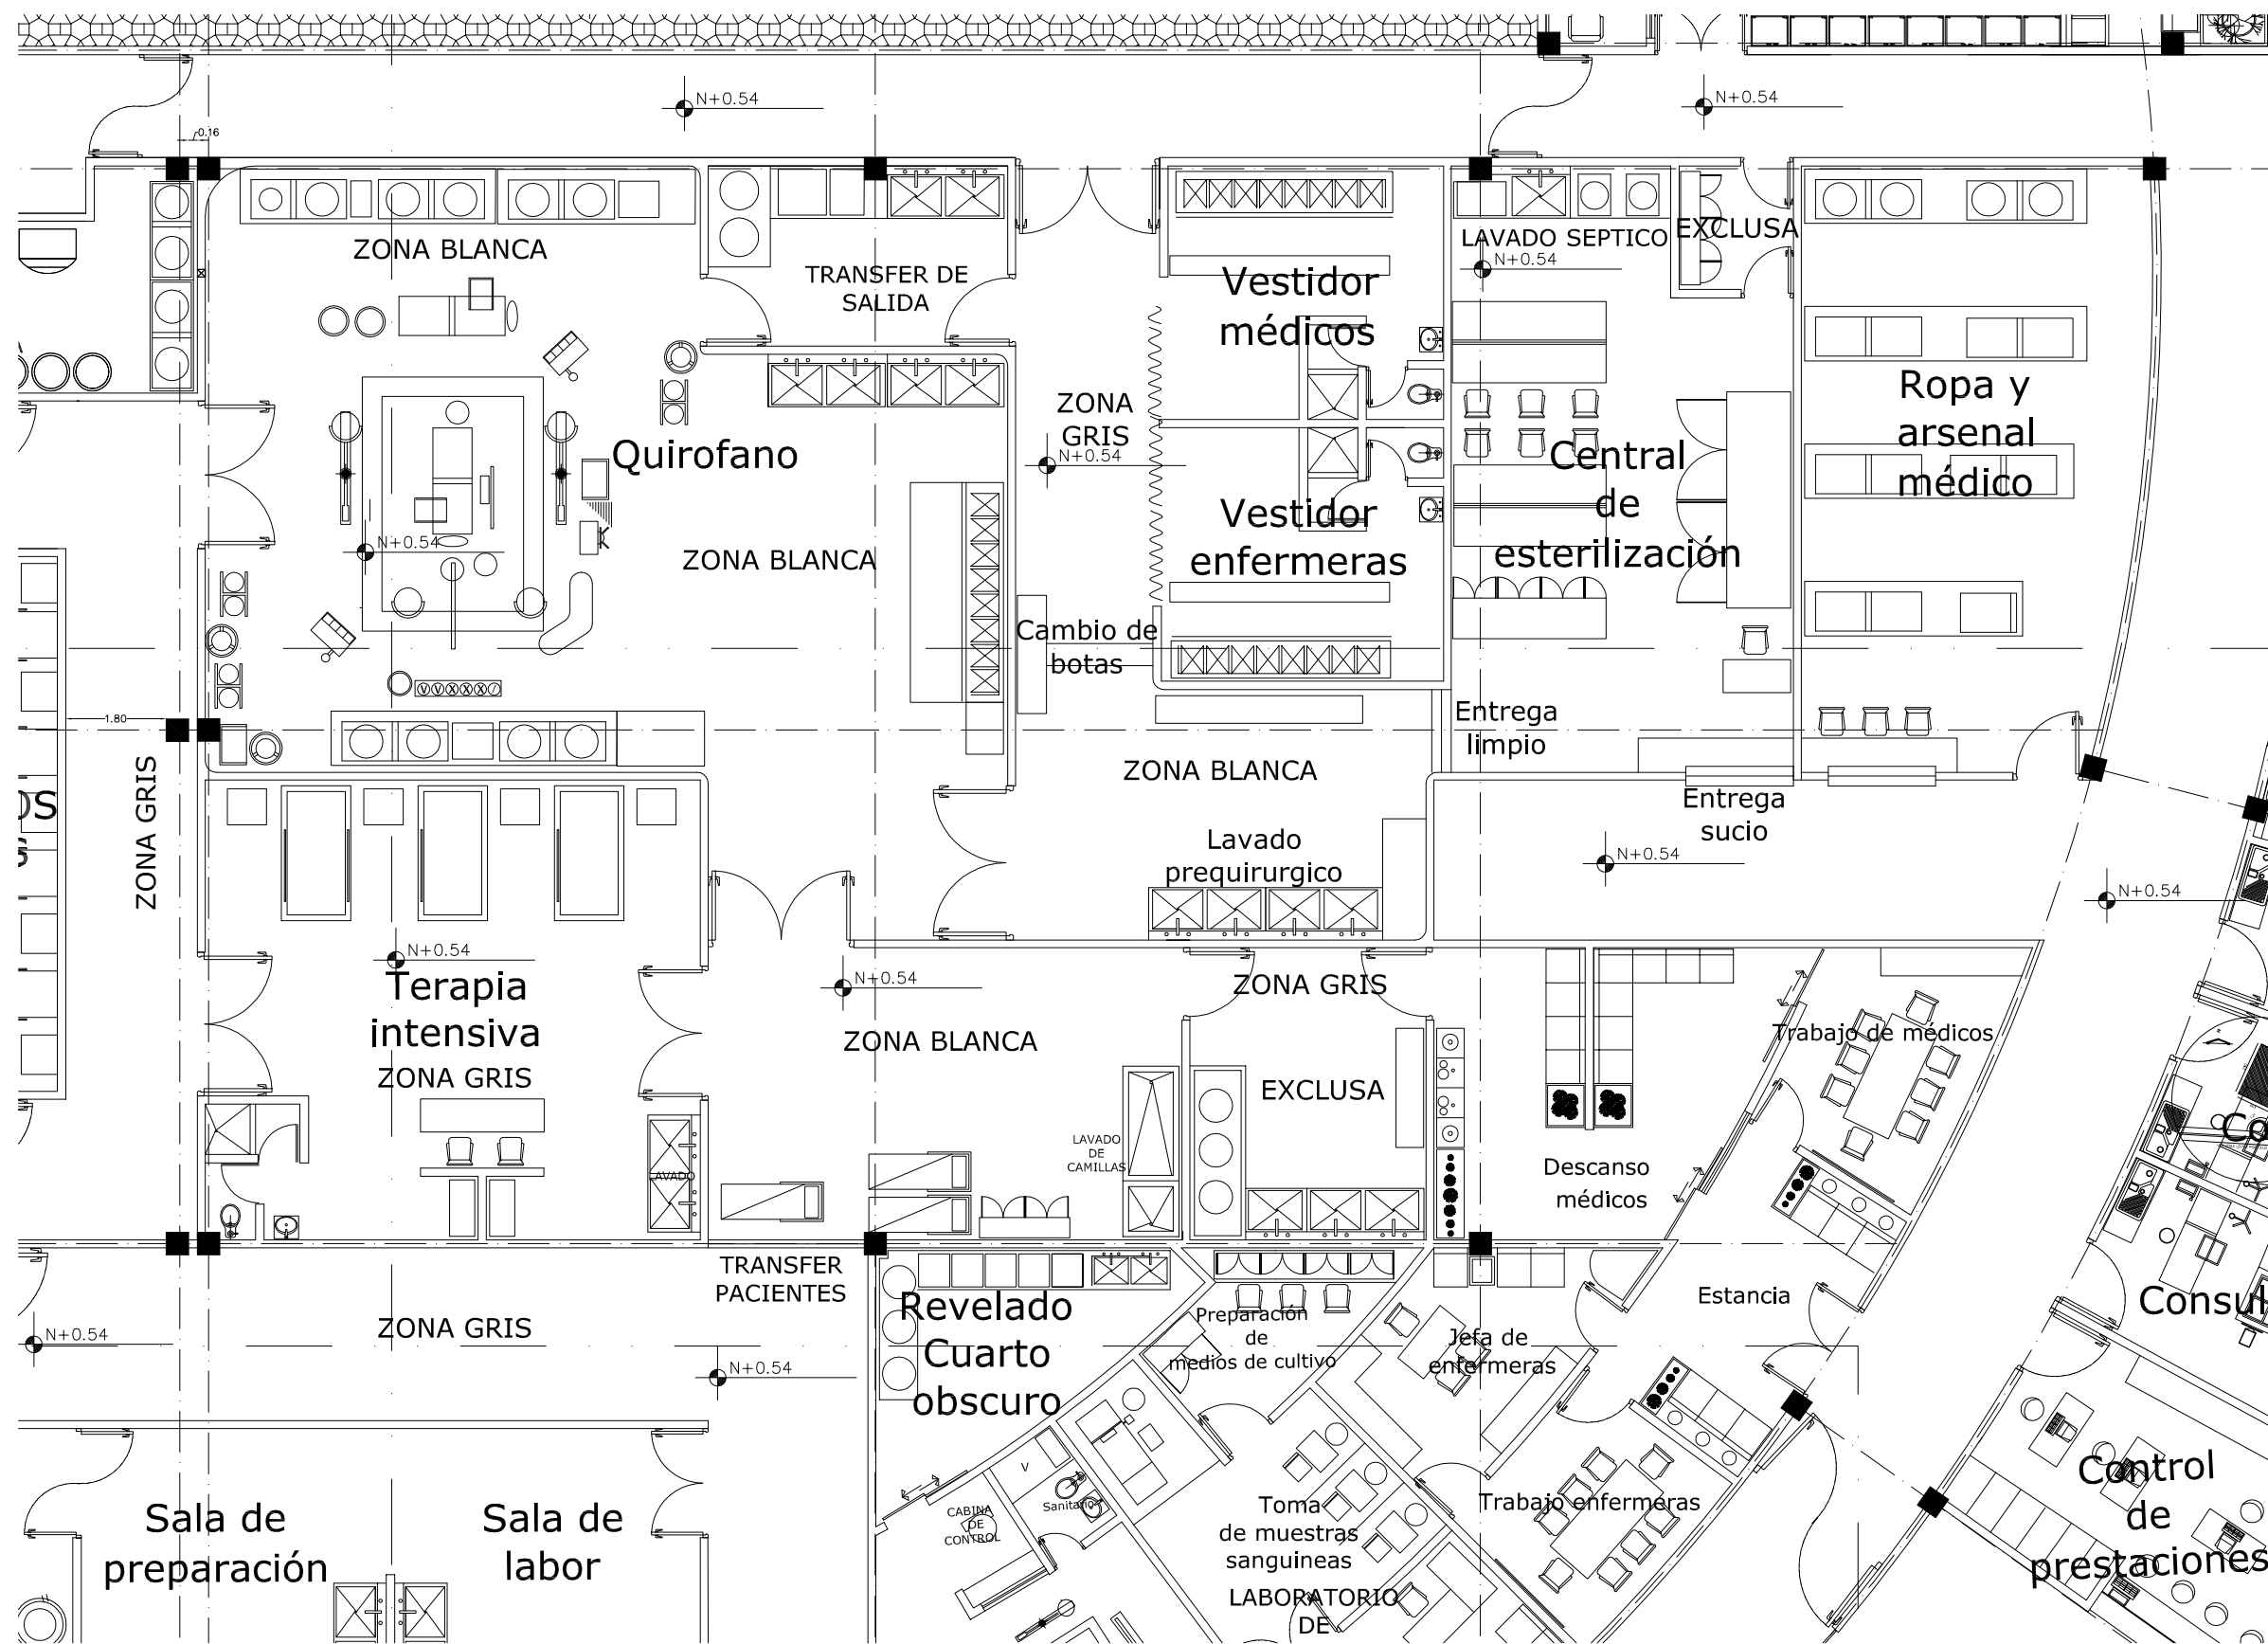 N+0.54
N+0.54
0.16
ZONA BLANCA
TRANSFER DE
SALIDA
LAVADO SEPTICO
EXCLUSA
N+0.54
Vestidor
médicos
ZONA
GRIS
N+0.54
Ropa y
arsenal
médico
Quirofano
Central
de
esterilización
N+0.54
ZONA BLANCA
Vestidor
enfermeras
Cambio de
botas
Entrega
limpio
1.80
ZONA GRIS
ZONA BLANCA
Entrega
sucio
Lavado
prequirurgico
N+0.54
N+0.54
N+0.54
Terapia
intensiva
ZONA GRIS
N+0.54
ZONA BLANCA
ZONA GRIS
EXCLUSA
Trabajo de médicos
LAVADO
DE
CAMILLAS
AVADO
Descanso
médicos
TRANSFER
PACIENTES
Estancia
ZONA GRIS
N+0.54
N+0.54
Revelado
Cuarto
obscuro
Preparación
de
medios de cultivo
Jefa de
enfermeras
Consul
Sala de
preparación
Sala de
labor
CABINA
DE
CONTROL
V
Sanitario
Toma
de muestras
sanguineas
LABORATORIO
DE
Trabajo enfermeras
Control
de
prestaciones